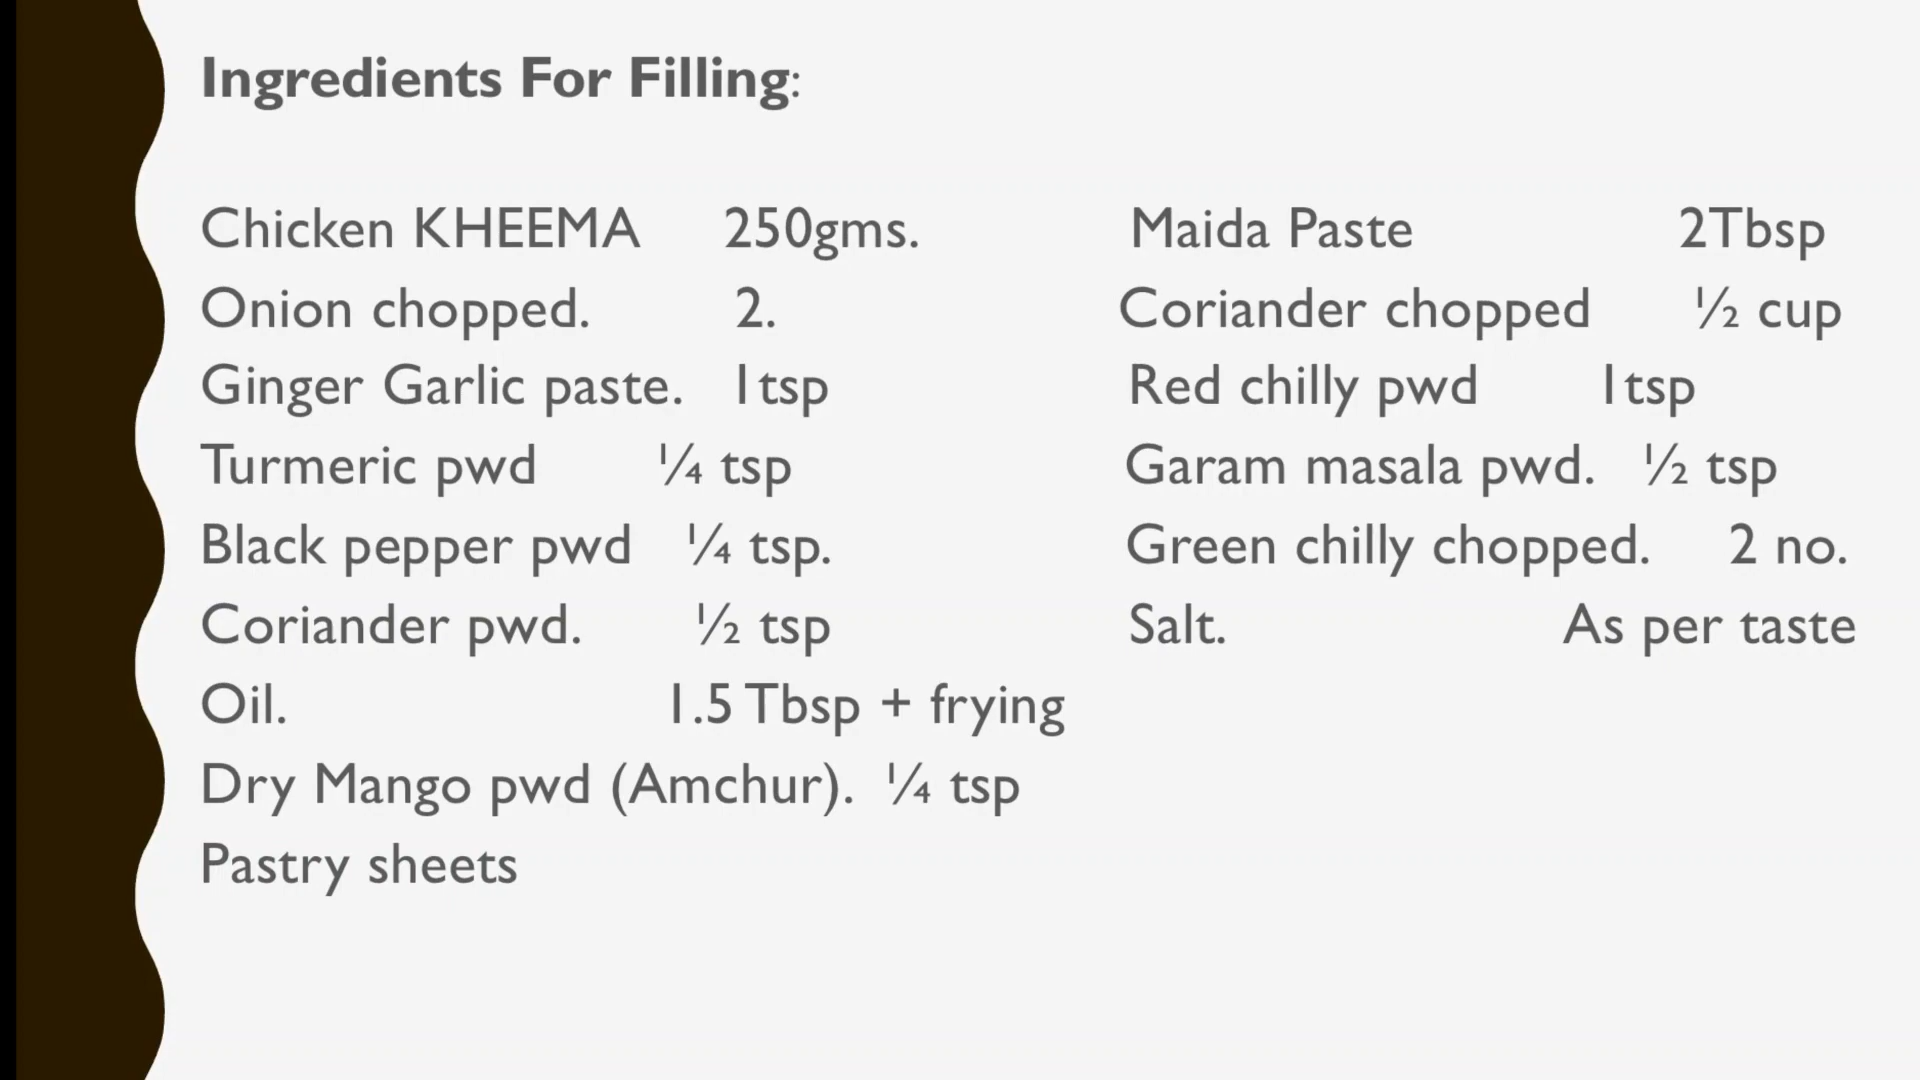 Ingredients For Filling:
Chicken KHEEMA 250gms. Maida Paste 2Tbsp
Onion chopped. 2. Coriander chopped ½ cup
Ginger Garlic paste. 1tsp Red chilly pwd 1tsp
Turmeric pwd ¼ tsp Garam masala pwd. ½ tsp
Black pepper pwd ¼ tsp. Green chilly chopped. 2 no.
Coriander pwd. ½ tsp Salt. As per taste
Oil. 1.5 Tbsp + frying
Dry Mango pwd (Amchur). ¼ tsp
Pastry sheets